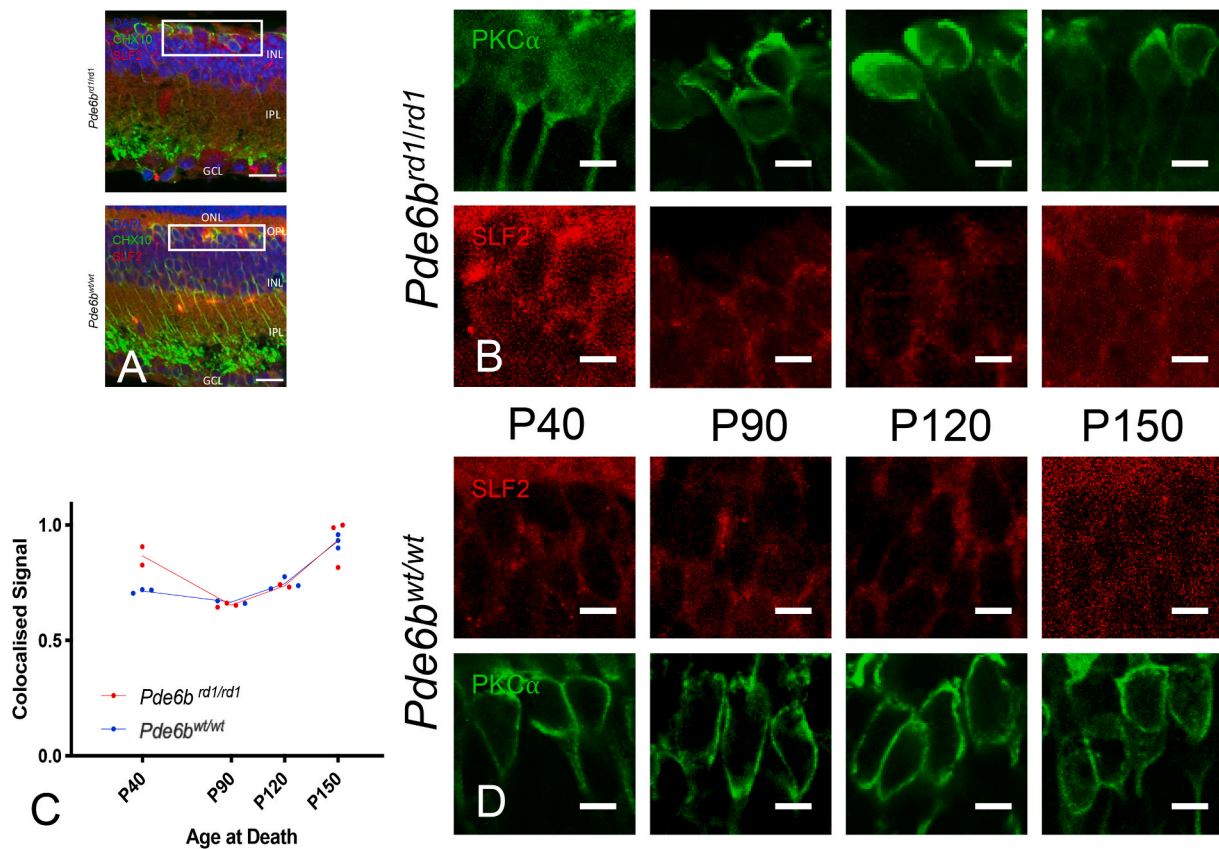 DAPI
CHX10
SLF2
INL
IPL
GCL
Pde6b rd1/rd1
DAPI
CHX10
SLF2
ONL
OPL
INL
IPL
GCL
Pde6b wt/wt
A
PKCα
SLF2
Pde6b rd1/rd1
B
P40 P90 P120 P150
SLF2
PKCα
Pde6b wt/wt
D
Colocalised Signal
1.0
0.5
0.0
Pde6b rd1/rd1
Pde6b wt/wt
P40 P90 P120 P150
Age at Death
C